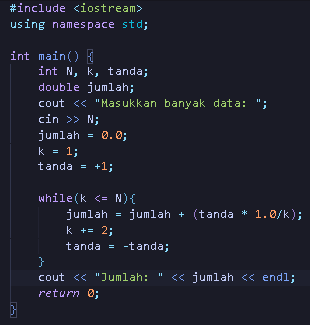 #include <iostream>
using namespace std;

int main() {
    int N, k, tanda;
    double jumlah;
    cout << "Masukkan banyak data: ";
    cin >> N;
    jumlah = 0.0;
    k = 1;
    tanda = +1;

    while(k <= N){
        jumlah = jumlah + (tanda * 1.0/k);
        k += 2;
        tanda = -tanda;
    }
    cout << "Jumlah: " << jumlah << endl;
    return 0;
}